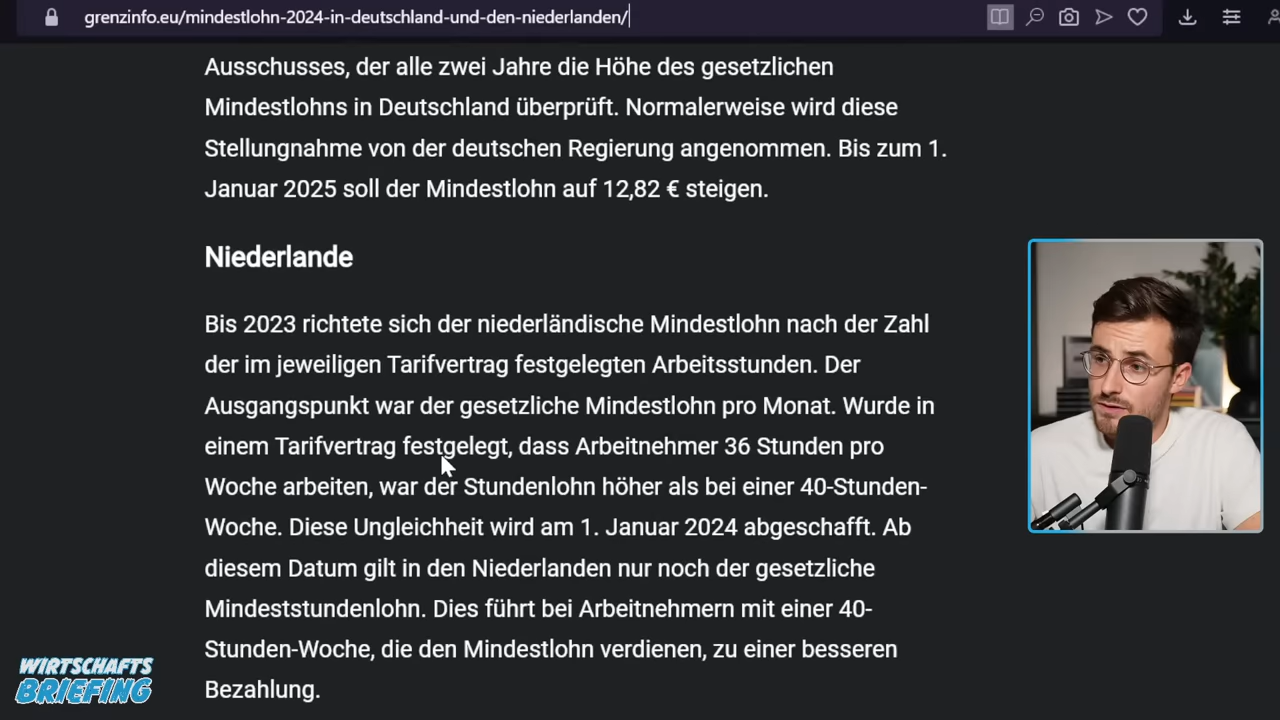 grenzinfo.eu/mindestlohn-2024-in-deutschland-und-den-niederlanden/
Ausschusses, der alle zwei Jahre die Höhe des gesetzlichen
Mindestlohns in Deutschland überprüft. Normalerweise wird diese
Stellungnahme von der deutschen Regierung angenommen. Bis zum 1.
Januar 2025 soll der Mindestlohn auf 12,82 € steigen.
Niederlande
Bis 2023 richtete sich der niederländische Mindestlohn nach der Zahl
der im jeweiligen Tarifvertrag festgelegten Arbeitsstunden. Der
Ausgangspunkt war der gesetzliche Mindestlohn pro Monat. Wurde in
einem Tarifvertrag festgelegt, dass Arbeitnehmer 36 Stunden pro
Woche arbeiten, war der Stundenlohn höher als bei einer 40-Stunden-
Woche. Diese Ungleichheit wird am 1. Januar 2024 abgeschafft. Ab
diesem Datum gilt in den Niederlanden nur noch der gesetzliche
Mindeststundenlohn. Dies führt bei Arbeitnehmern mit einer 40-
Stunden-Woche, die den Mindestlohn verdienen, zu einer besseren
Bezahlung.
WIRTSCHAFTS
BRIEFING